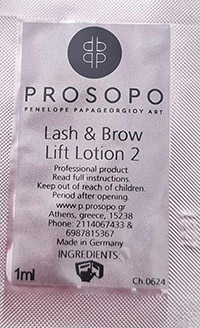 PROSOPO
PENELOPE PAPAGEORGIOY ART
Lash & Brow
Lift Lotion 2
Professional product.
Read full instructions.
Keep out of reach of children.
Period after opening.
www.p.prosopo.gr
Athens, greece, 15238
Phone: 2114067433 &
6987815367
Made in Germany
INGREDIENTS:
1ml
Ch.0624